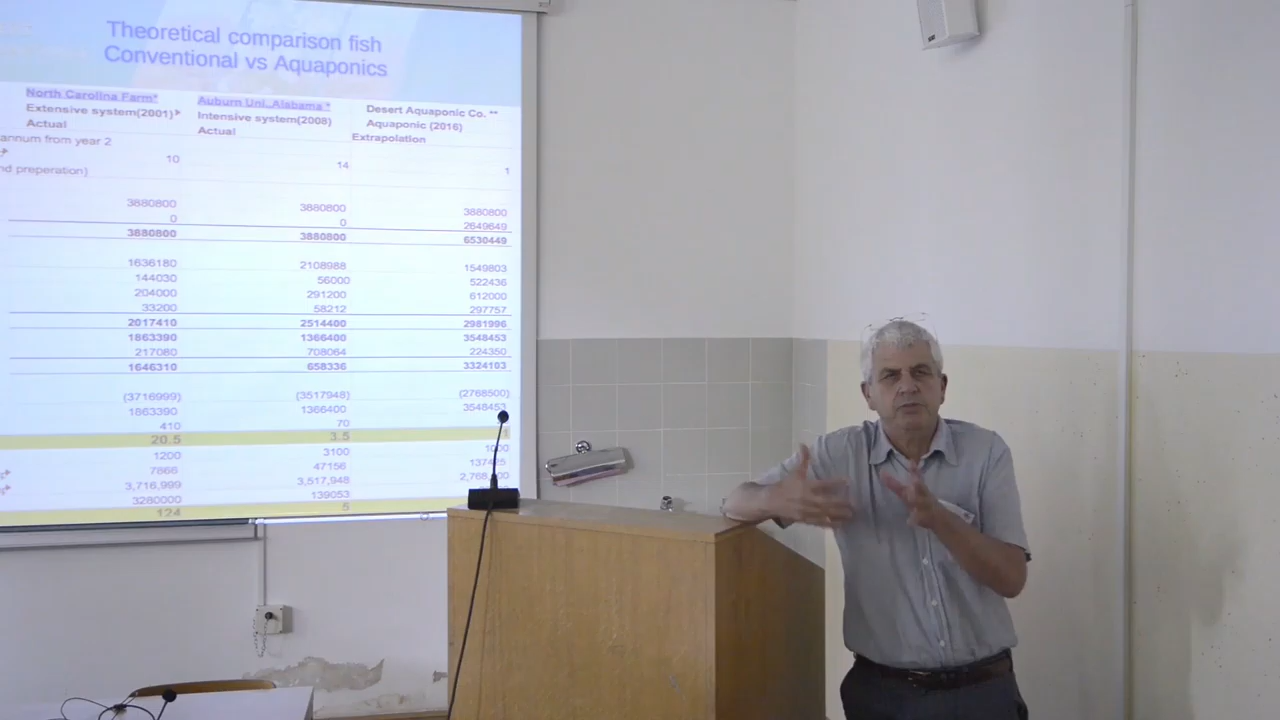 Theoretical comparison fish
Conventional vs Aquaponics
North Carolina Farm* Auburn Uni. Alabama * Desert Aquaponic Co. **
Extensive system(2001) Intensive system(2008) Aquaponic (2016)
Actual Actual Extrapolation
annum from year 2
10 14 1
nd preperation)
3880800 3880800 3880800
0 0 2649649
3880800 3880800 6530449
1636180 2108988 1549803
144030 56000 522436
204000 291200 612000
33200 58212 297757
2017410 2514400 2981996
1863390 1366400 3548453
217080 708064 224350
1646310 658336 3324103
(3716999) (3517948) (2768500)
1863390 1366400 3548453
410 70
20.5 3.5
1200 3100 1000
7866 47156
3,716,999 3,517,948
3280000 139053
124 5